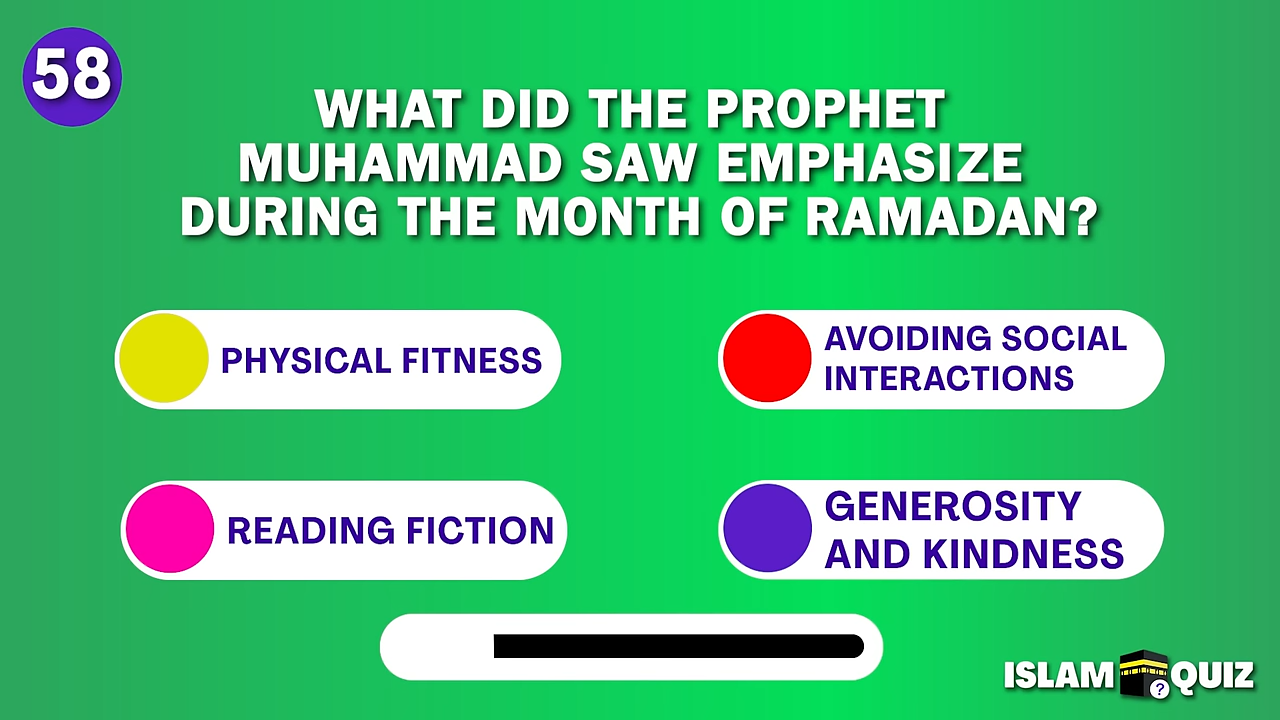 58
WHAT DID THE PROPHET
MUHAMMAD SAW EMPHASIZE
DURING THE MONTH OF RAMADAN?
PHYSICAL FITNESS
AVOIDING SOCIAL
INTERACTIONS
READING FICTION
GENEROSITY
AND KINDNESS
ISLAM ? QUIZ